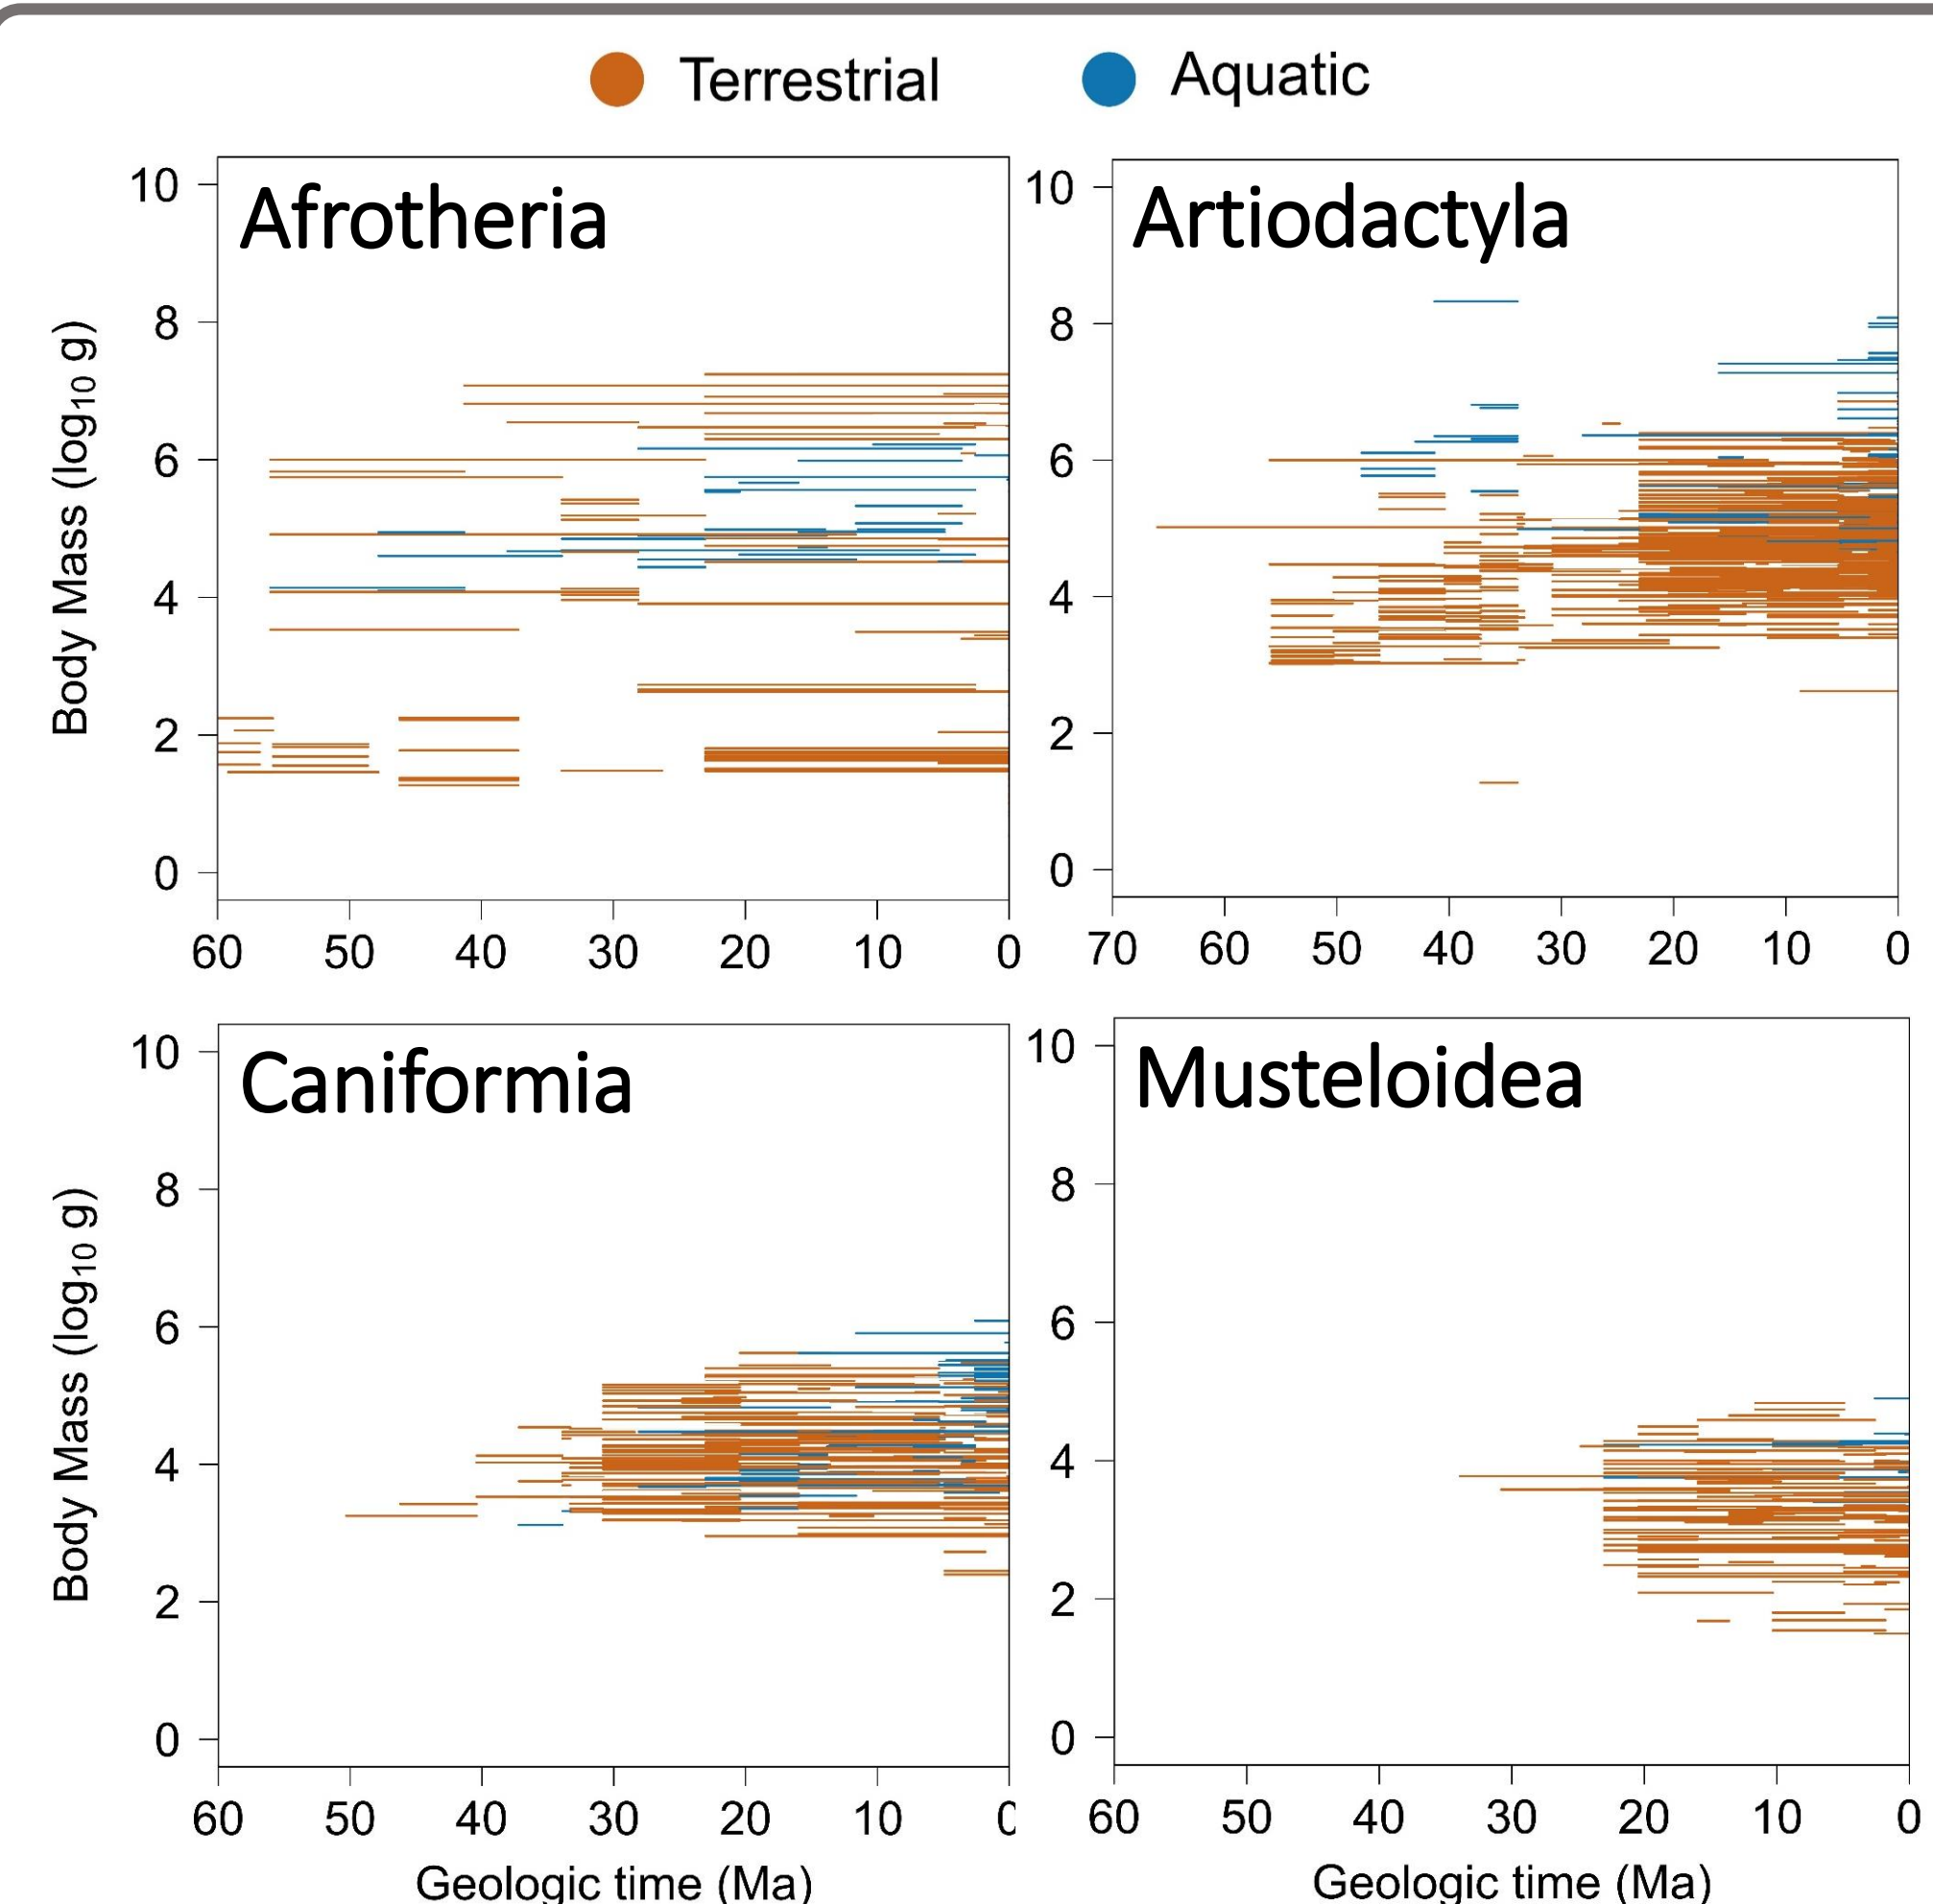 Terrestrial Aquatic
Afrotheria
Body Mass (log₁₀ g)
10
8
6
4
2
0
60 50 40 30 20 10 0
Artiodactyla
10
8
6
4
2
0
70 60 50 40 30 20 10 0
Caniformia
Body Mass (log₁₀ g)
10
8
6
4
2
0
60 50 40 30 20 10 0
Geologic time (Ma)
Musteloidea
10
8
6
4
2
0
60 50 40 30 20 10 0
Geologic time (Ma)